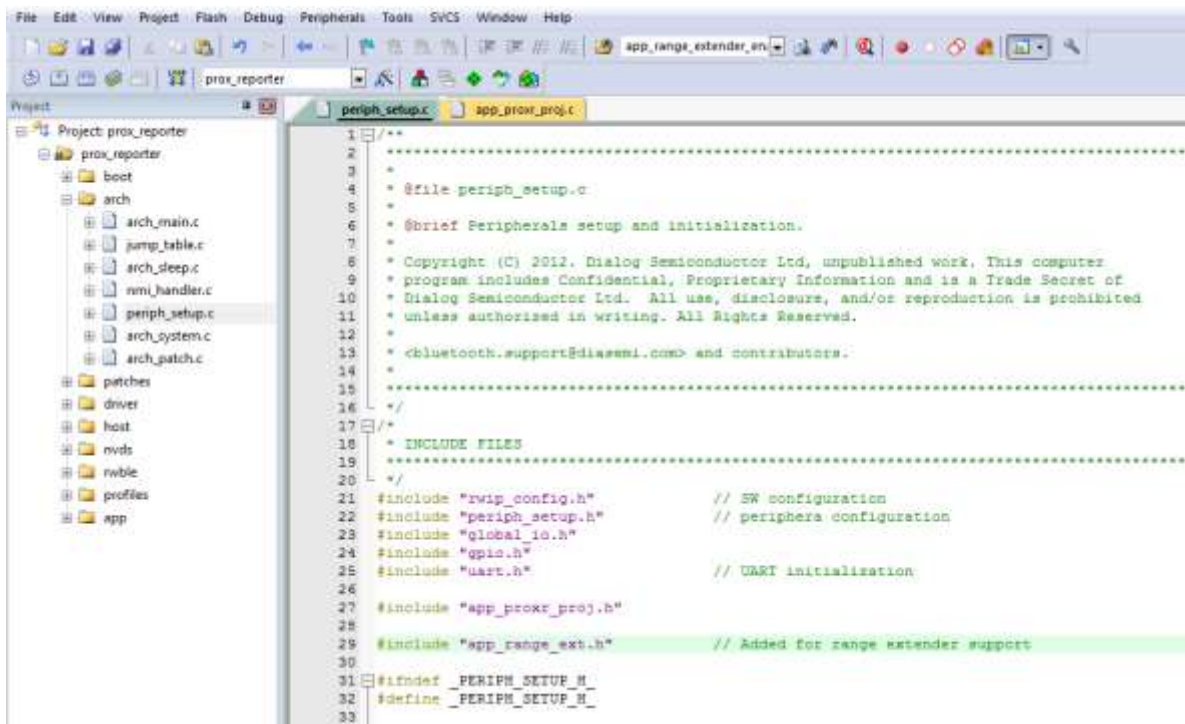 File Edit View Project Flash Debug Peripherals Tools SVCS Window Help
app_range_extender_en
prox_reporter
Project
periph_setup.c app_proxr_proj.c
Project: prox_reporter
prox_reporter
boot
arch
arch_main.c
jump_table.c
arch_sleep.c
nmi_handler.c
periph_setup.c
arch_system.c
arch_patch.c
patches
driver
host
nvds
rwble
profiles
app
1 /**
2 ****************************************************************************************
3 *
4 * @file periph_setup.c
5 *
6 * @brief Peripherals setup and initialization.
7 *
8 * Copyright (C) 2012. Dialog Semiconductor Ltd, unpublished work. This computer
9 * program includes Confidential, Proprietary Information and is a Trade Secret of
10 * Dialog Semiconductor Ltd. All use, disclosure, and/or reproduction is prohibited
11 * unless authorized in writing. All Rights Reserved.
12 *
13 * <bluetooth.support@diasemi.com> and contributors.
14 *
15 ****************************************************************************************
16 */
17 /*
18 * INCLUDE FILES
19 ****************************************************************************************
20 */
21 #include "rwip_config.h" // SW configuration
22 #include "periph_setup.h" // periphera configuration
23 #include "global_io.h"
24 #include "gpio.h"
25 #include "uart.h" // UART initialization
26
27 #include "app_proxr_proj.h"
28
29 #include "app_range_ext.h" // Added for range extender support
30
31 #ifndef _PERIPH_SETUP_H_
32 #define _PERIPH_SETUP_H_
33